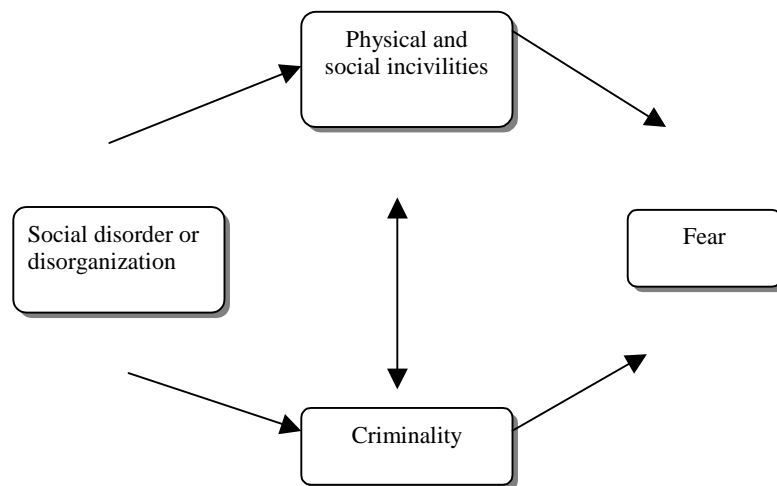 Physical and
social incivilities
Social disorder or
disorganization
Fear
Criminality